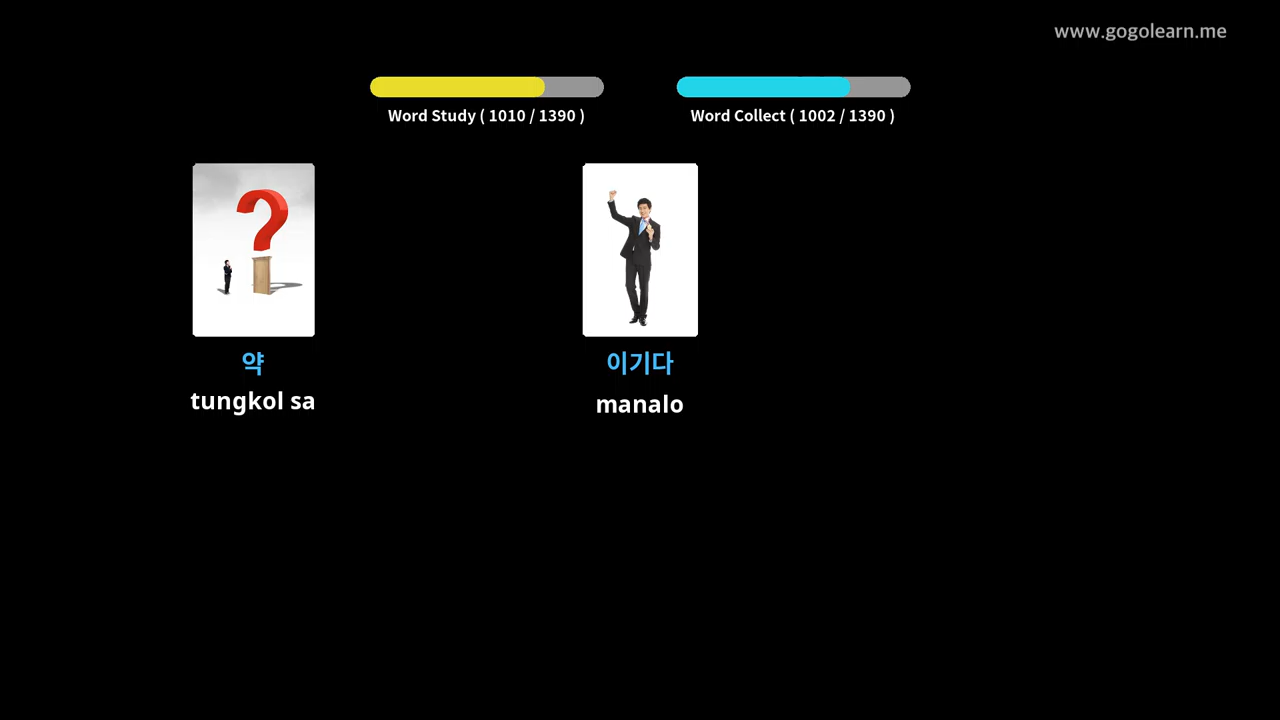 www.gogolearn.me
Word Study ( 1010 / 1390 )
Word Collect ( 1002 / 1390 )
약
tungkol sa
이기다
manalo